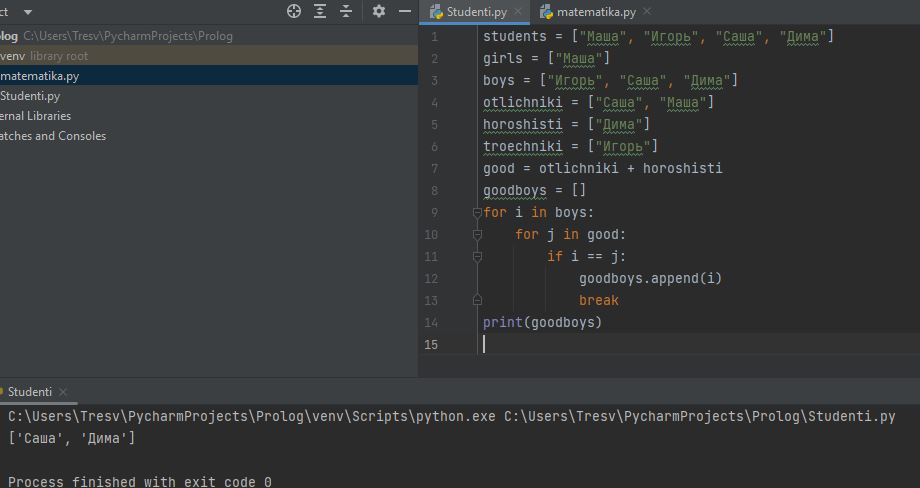 ct
Studenti.py
matematika.py
olog C:\Users\Tresv\PycharmProjects\Prolog
venv library root
matematika.py
Studenti.py
ernal Libraries
atches and Consoles
1 students = ["Маша", "Игорь", "Саша", "Дима"]
2 girls = ["Маша"]
3 boys = ["Игорь", "Саша", "Дима"]
4 otlichniki = ["Саша", "Маша"]
5 horoshisti = ["Дима"]
6 troechniki = ["Игорь"]
7 good = otlichniki + horoshisti
8 goodboys = []
9 for i in boys:
10 for j in good:
11 if i == j:
12 goodboys.append(i)
13 break
14 print(goodboys)
15
Studenti
C:\Users\Tresv\PycharmProjects\Prolog\venv\Scripts\python.exe C:\Users\Tresv\PycharmProjects\Prolog\Studenti.py
['Саша', 'Дима']
Process finished with exit code 0